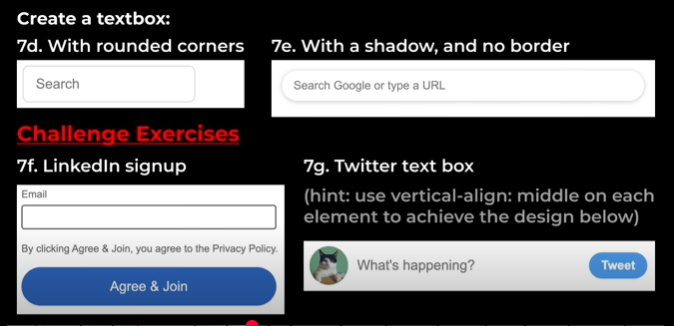 Create a textbox:
7d. With rounded corners
Search
7e. With a shadow, and no border
Search Google or type a URL
Challenge Exercises
7f. LinkedIn signup
Email
By clicking Agree & Join, you agree to the Privacy Policy.
Agree & Join
7g. Twitter text box
(hint: use vertical-align: middle on each
element to achieve the design below)
What's happening?
Tweet